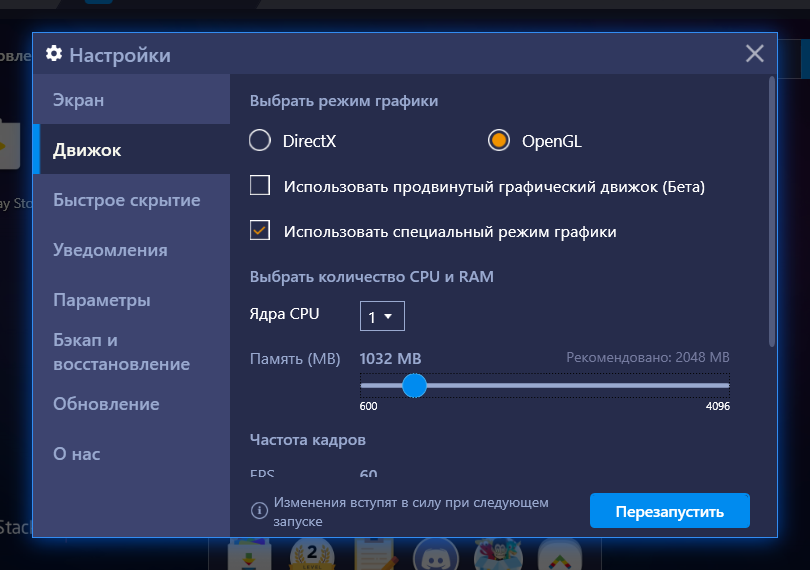 Настройки
Экран
Движок
Быстрое скрытие
Уведомления
Параметры
Бэкап и
восстановление
Обновление
О нас
Выбрать режим графики
DirectX OpenGL
Использовать продвинутый графический движок (Бета)
Использовать специальный режим графики
Выбрать количество CPU и RAM
Ядра CPU 1
Память (MB) 1032 MB Рекомендовано: 2048 MB
600 4096
Частота кадров
FPS 60
Изменения вступят в силу при следующем
запуске
Перезапустить
2
LEVEL